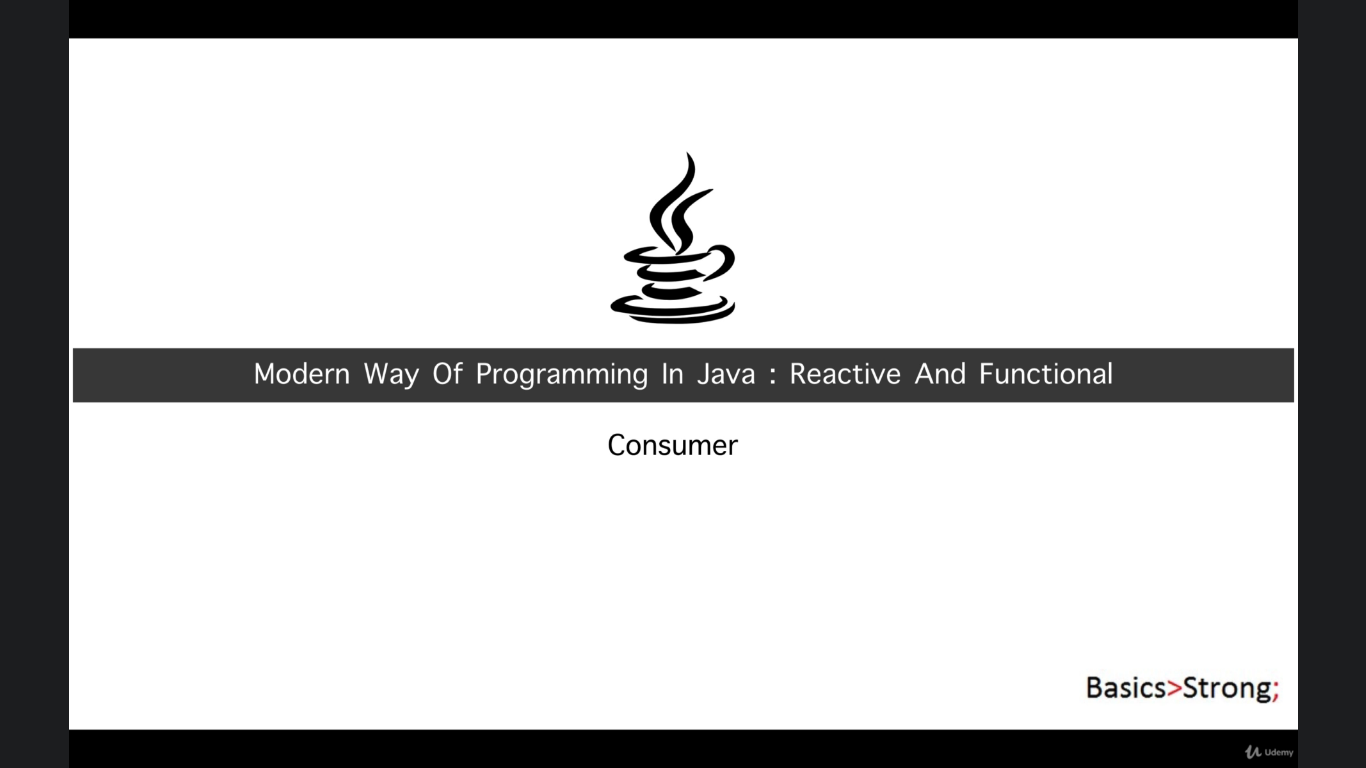 Modern Way Of Programming In Java : Reactive And Functional
Consumer
Basics>Strong;
Udemy